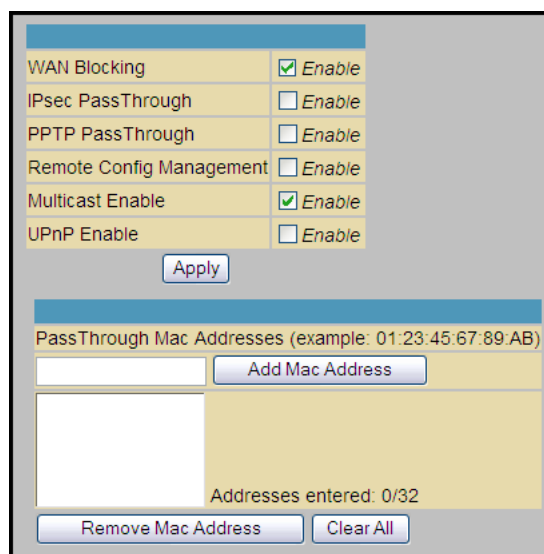 WAN Blocking Enable
IPsec PassThrough Enable
PPTP PassThrough Enable
Remote Config Management Enable
Multicast Enable Enable
UPnP Enable Enable
Apply
PassThrough Mac Addresses (example: 01:23:45:67:89:AB)
Add Mac Address
Addresses entered: 0/32
Remove Mac Address Clear All